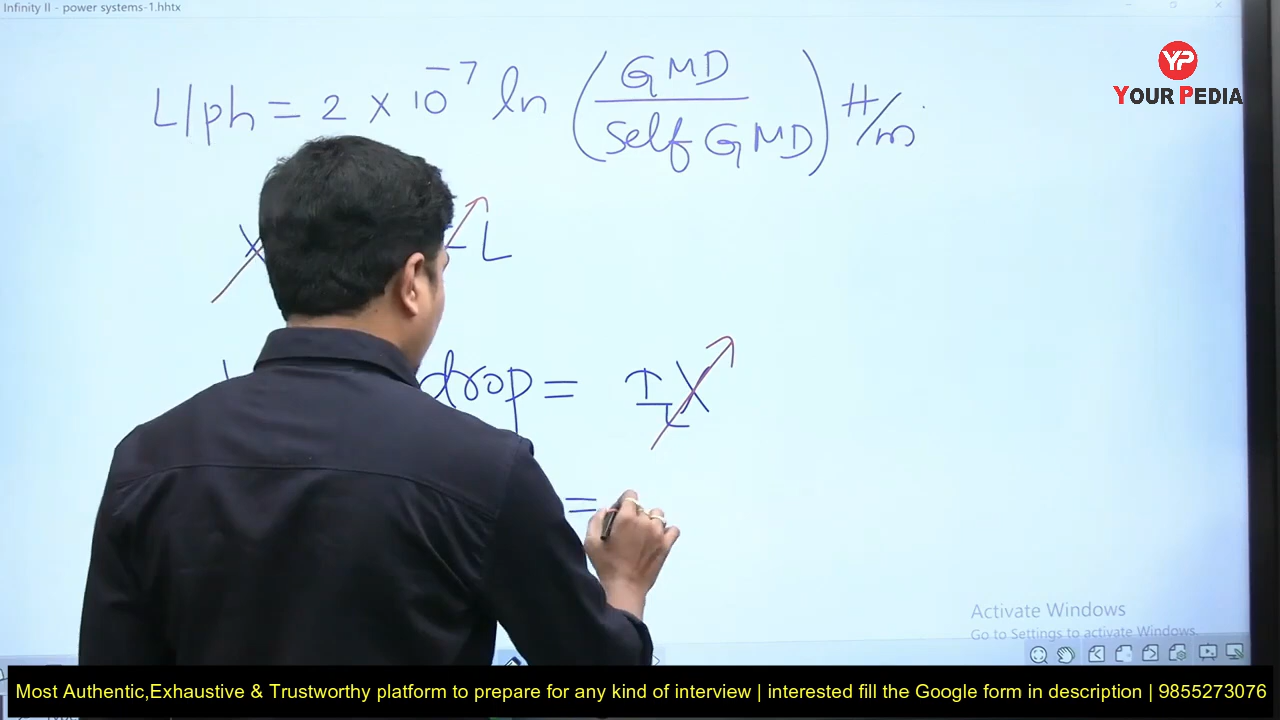 Infinity II - power systems-1.hhtx
L/ph = 2 × 10⁻⁷ ln (GMD / Self GMD) H/m
YP
YOUR PEDIA
L
drop = IX
=
Activate Windows
Go to Settings to activate Windows.
Most Authentic,Exhaustive & Trustworthy platform to prepare for any kind of interview | interested fill the Google form in description | 9855273076